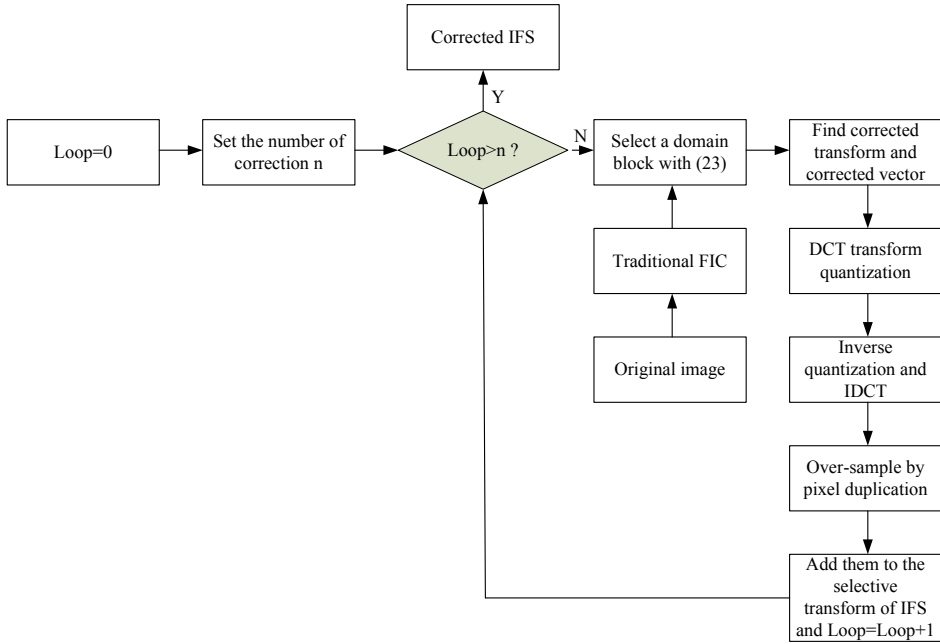 Corrected IFS
Y
Loop=0
Set the number of
correction n
Loop>n ?
N
Select a domain
block with (23)
Find corrected
transform and
corrected vector
Traditional FIC
DCT transform
quantization
Original image
Inverse
quantization and
IDCT
Over-sample by
pixel duplication
Add them to the
selective
transform of IFS
and Loop=Loop+1